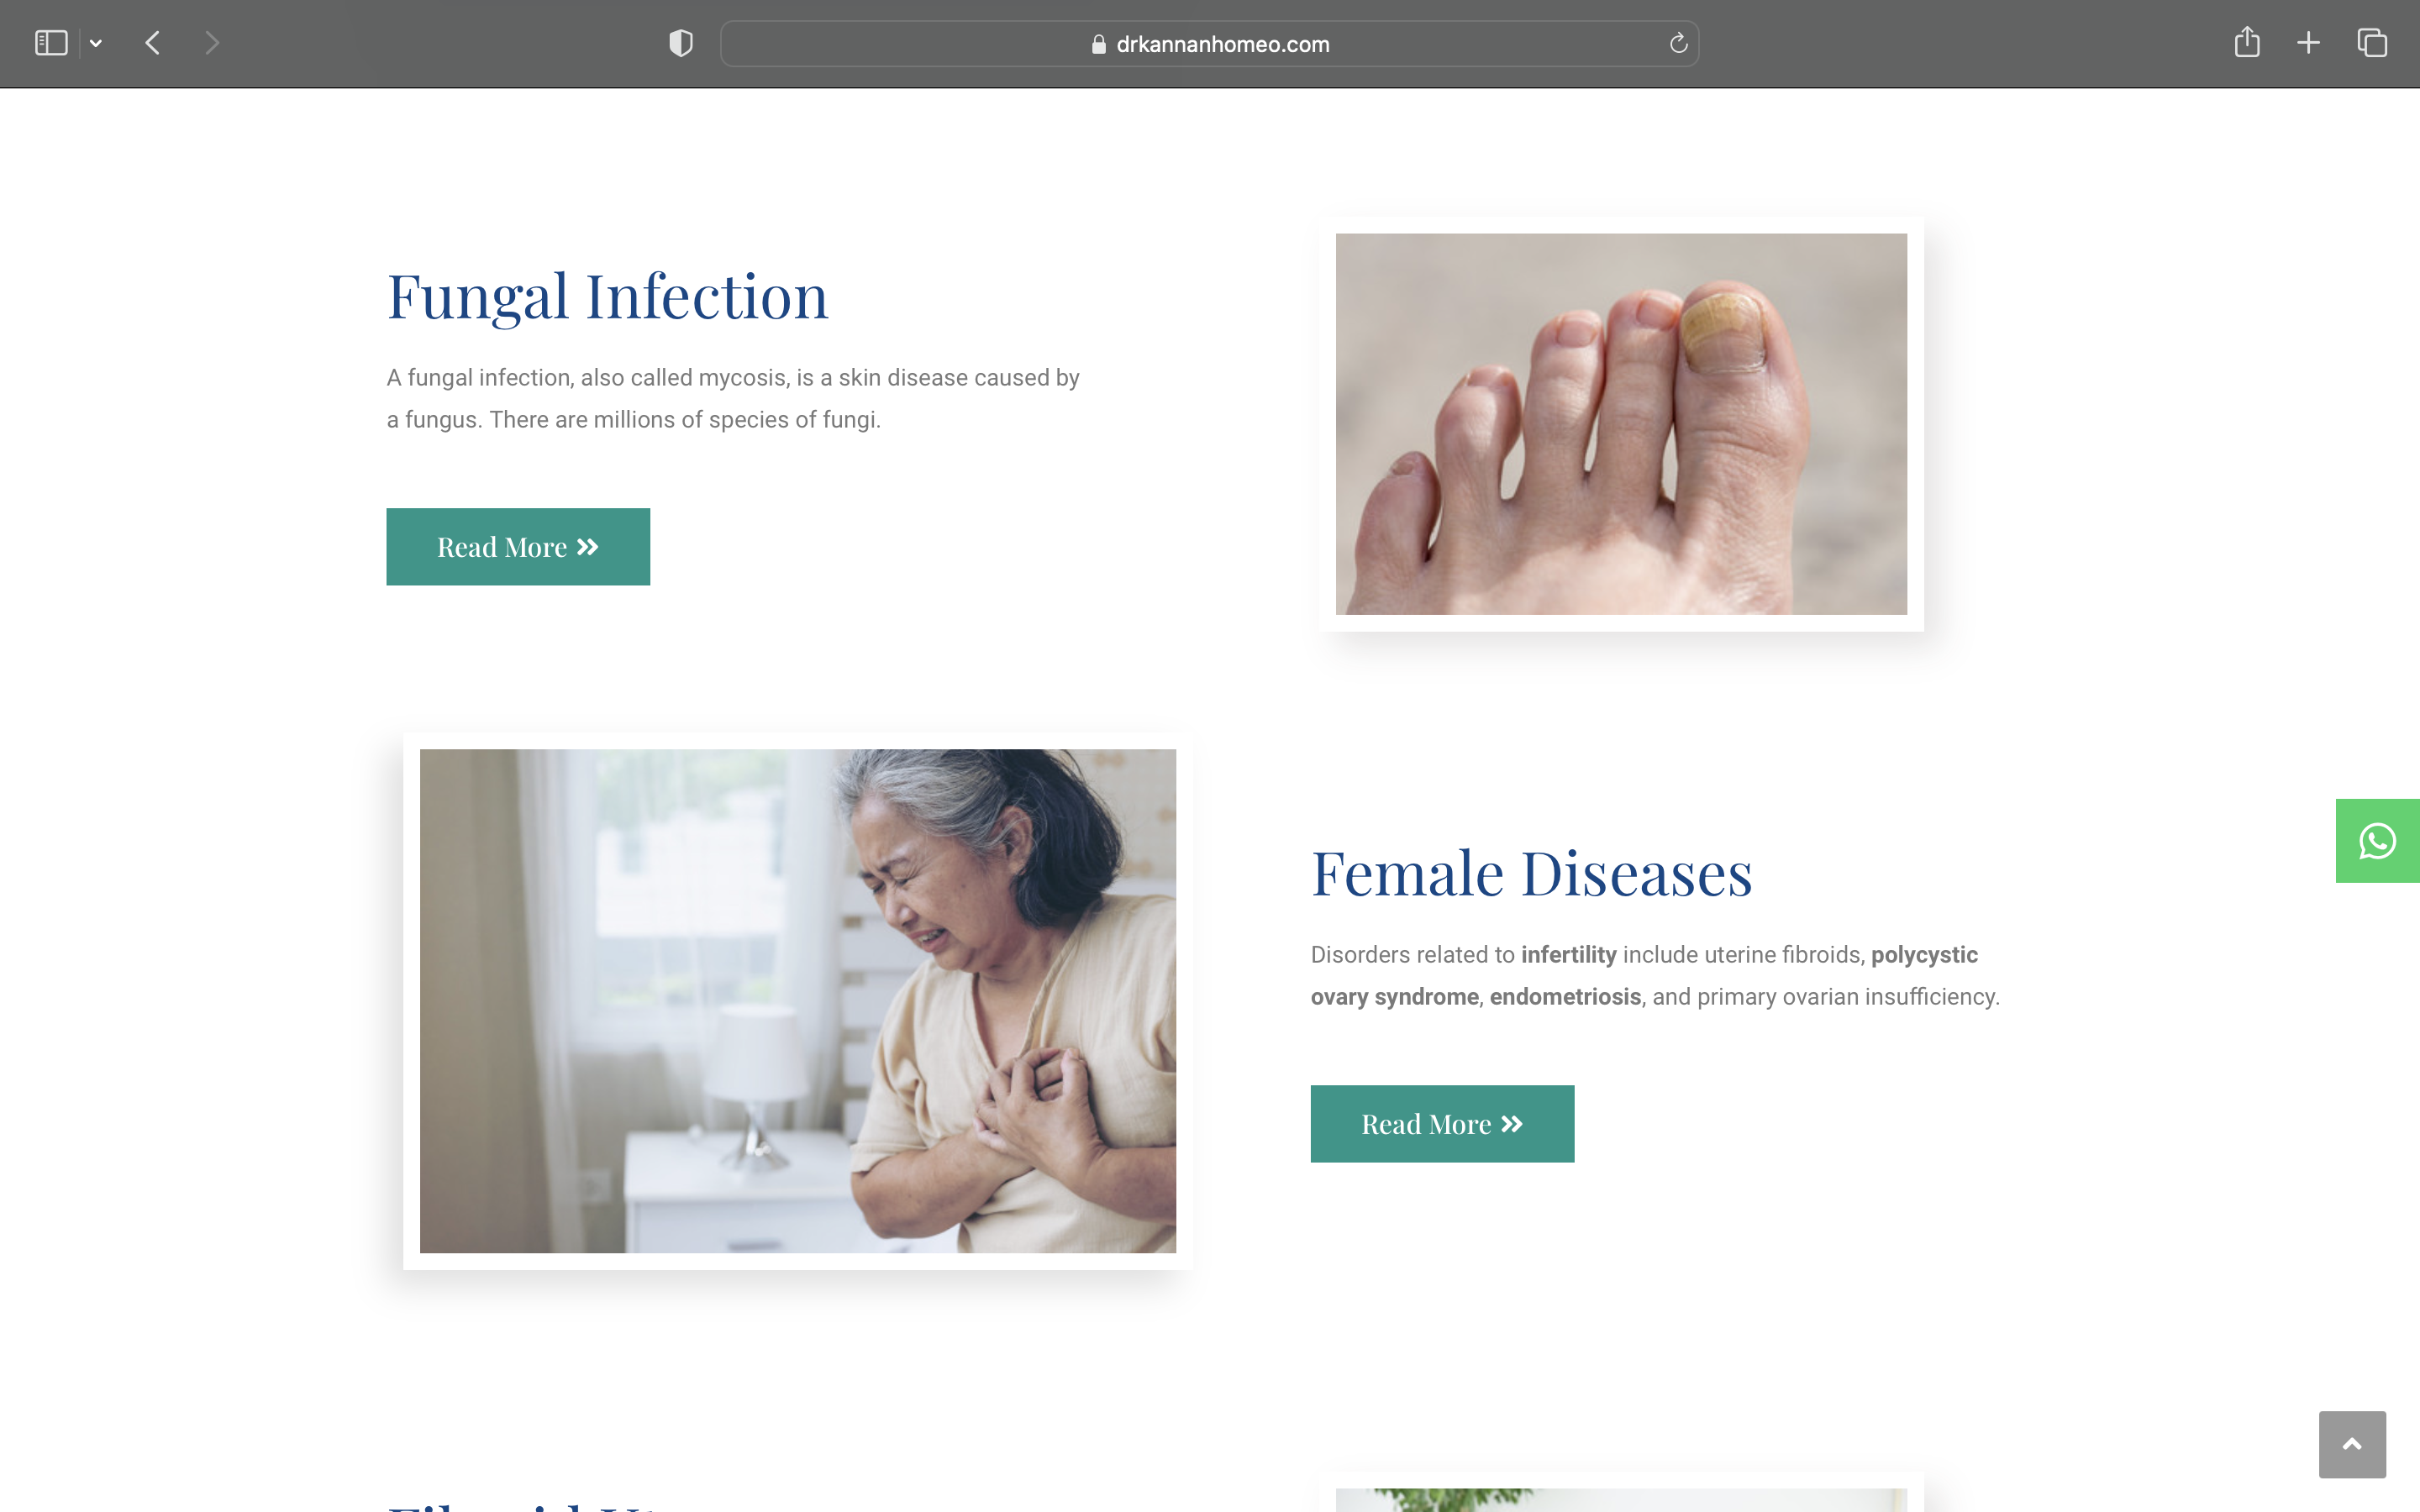 drkannanhomeo.com
Fungal Infection
A fungal infection, also called mycosis, is a skin disease caused by
a fungus. There are millions of species of fungi.
Read More
Female Diseases
Disorders related to infertility include uterine fibroids, polycystic
ovary syndrome, endometriosis, and primary ovarian insufficiency.
Read More